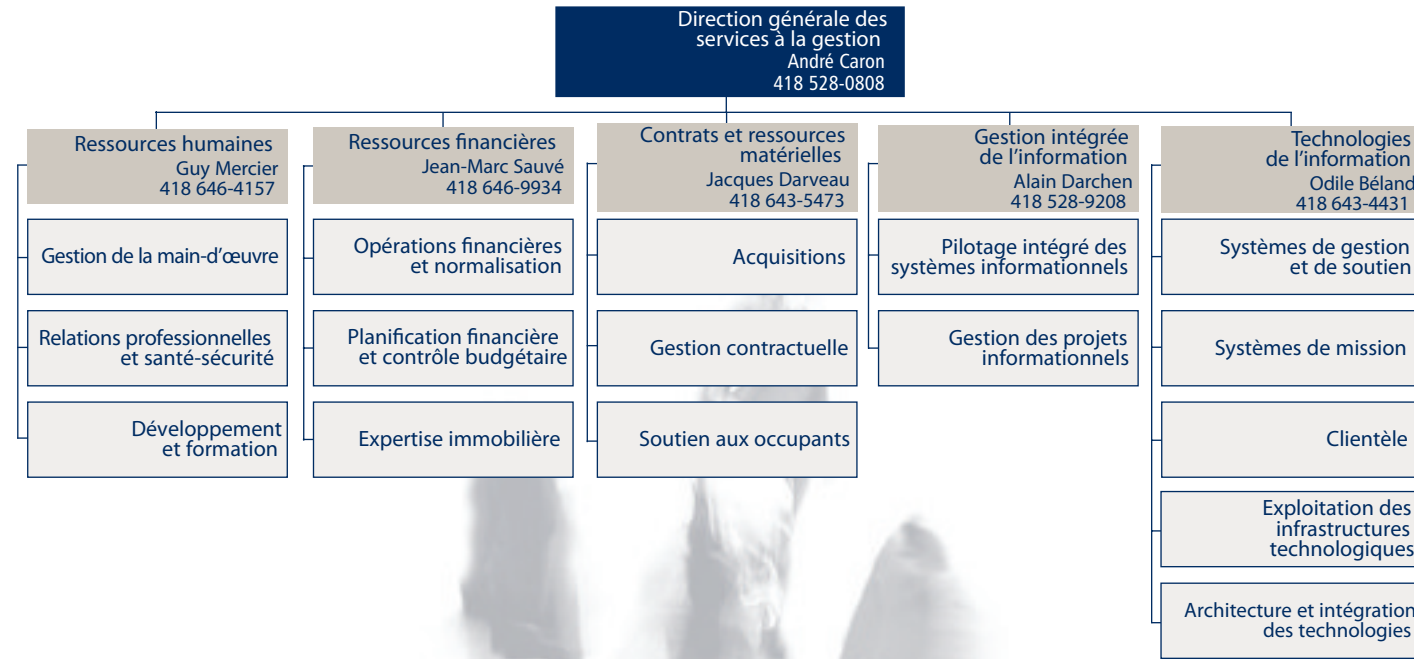 Direction générale des
services à la gestion
André Caron
418 528-0808
Ressources humaines
Guy Mercier
418 646-4157
Gestion de la main-d'œuvre
Relations professionnelles
et santé-sécurité
Développement
et formation
Ressources financières
Jean-Marc Sauvé
418 646-9934
Opérations financières
et normalisation
Planification financière
et contrôle budgétaire
Expertise immobilière
Contrats et ressources
matérielles
Jacques Darveau
418 643-5473
Acquisitions
Gestion contractuelle
Soutien aux occupants
Gestion intégrée
de l'information
Alain Darchen
418 528-9208
Pilotage intégré des
systèmes informationnels
Gestion des projets
informationnels
Technologies
de l'information
Odile Béland
418 643-4431
Systèmes de gestion
et de soutien
Systèmes de mission
Clientèle
Exploitation des
infrastructures
technologiques
Architecture et intégration
des technologies